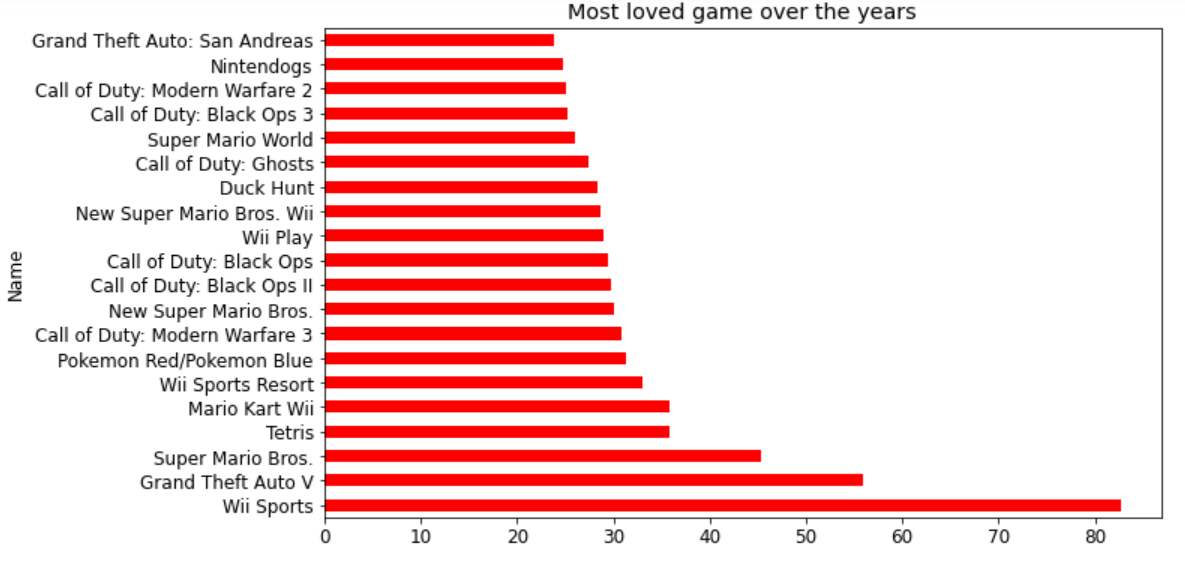 Most loved game over the years
Grand Theft Auto: San Andreas
Nintendogs
Call of Duty: Modern Warfare 2
Call of Duty: Black Ops 3
Super Mario World
Call of Duty: Ghosts
Duck Hunt
New Super Mario Bros. Wii
Wii Play
Call of Duty: Black Ops
Call of Duty: Black Ops II
New Super Mario Bros.
Call of Duty: Modern Warfare 3
Pokemon Red/Pokemon Blue
Wii Sports Resort
Mario Kart Wii
Tetris
Super Mario Bros.
Grand Theft Auto V
Wii Sports
Name
0 10 20 30 40 50 60 70 80